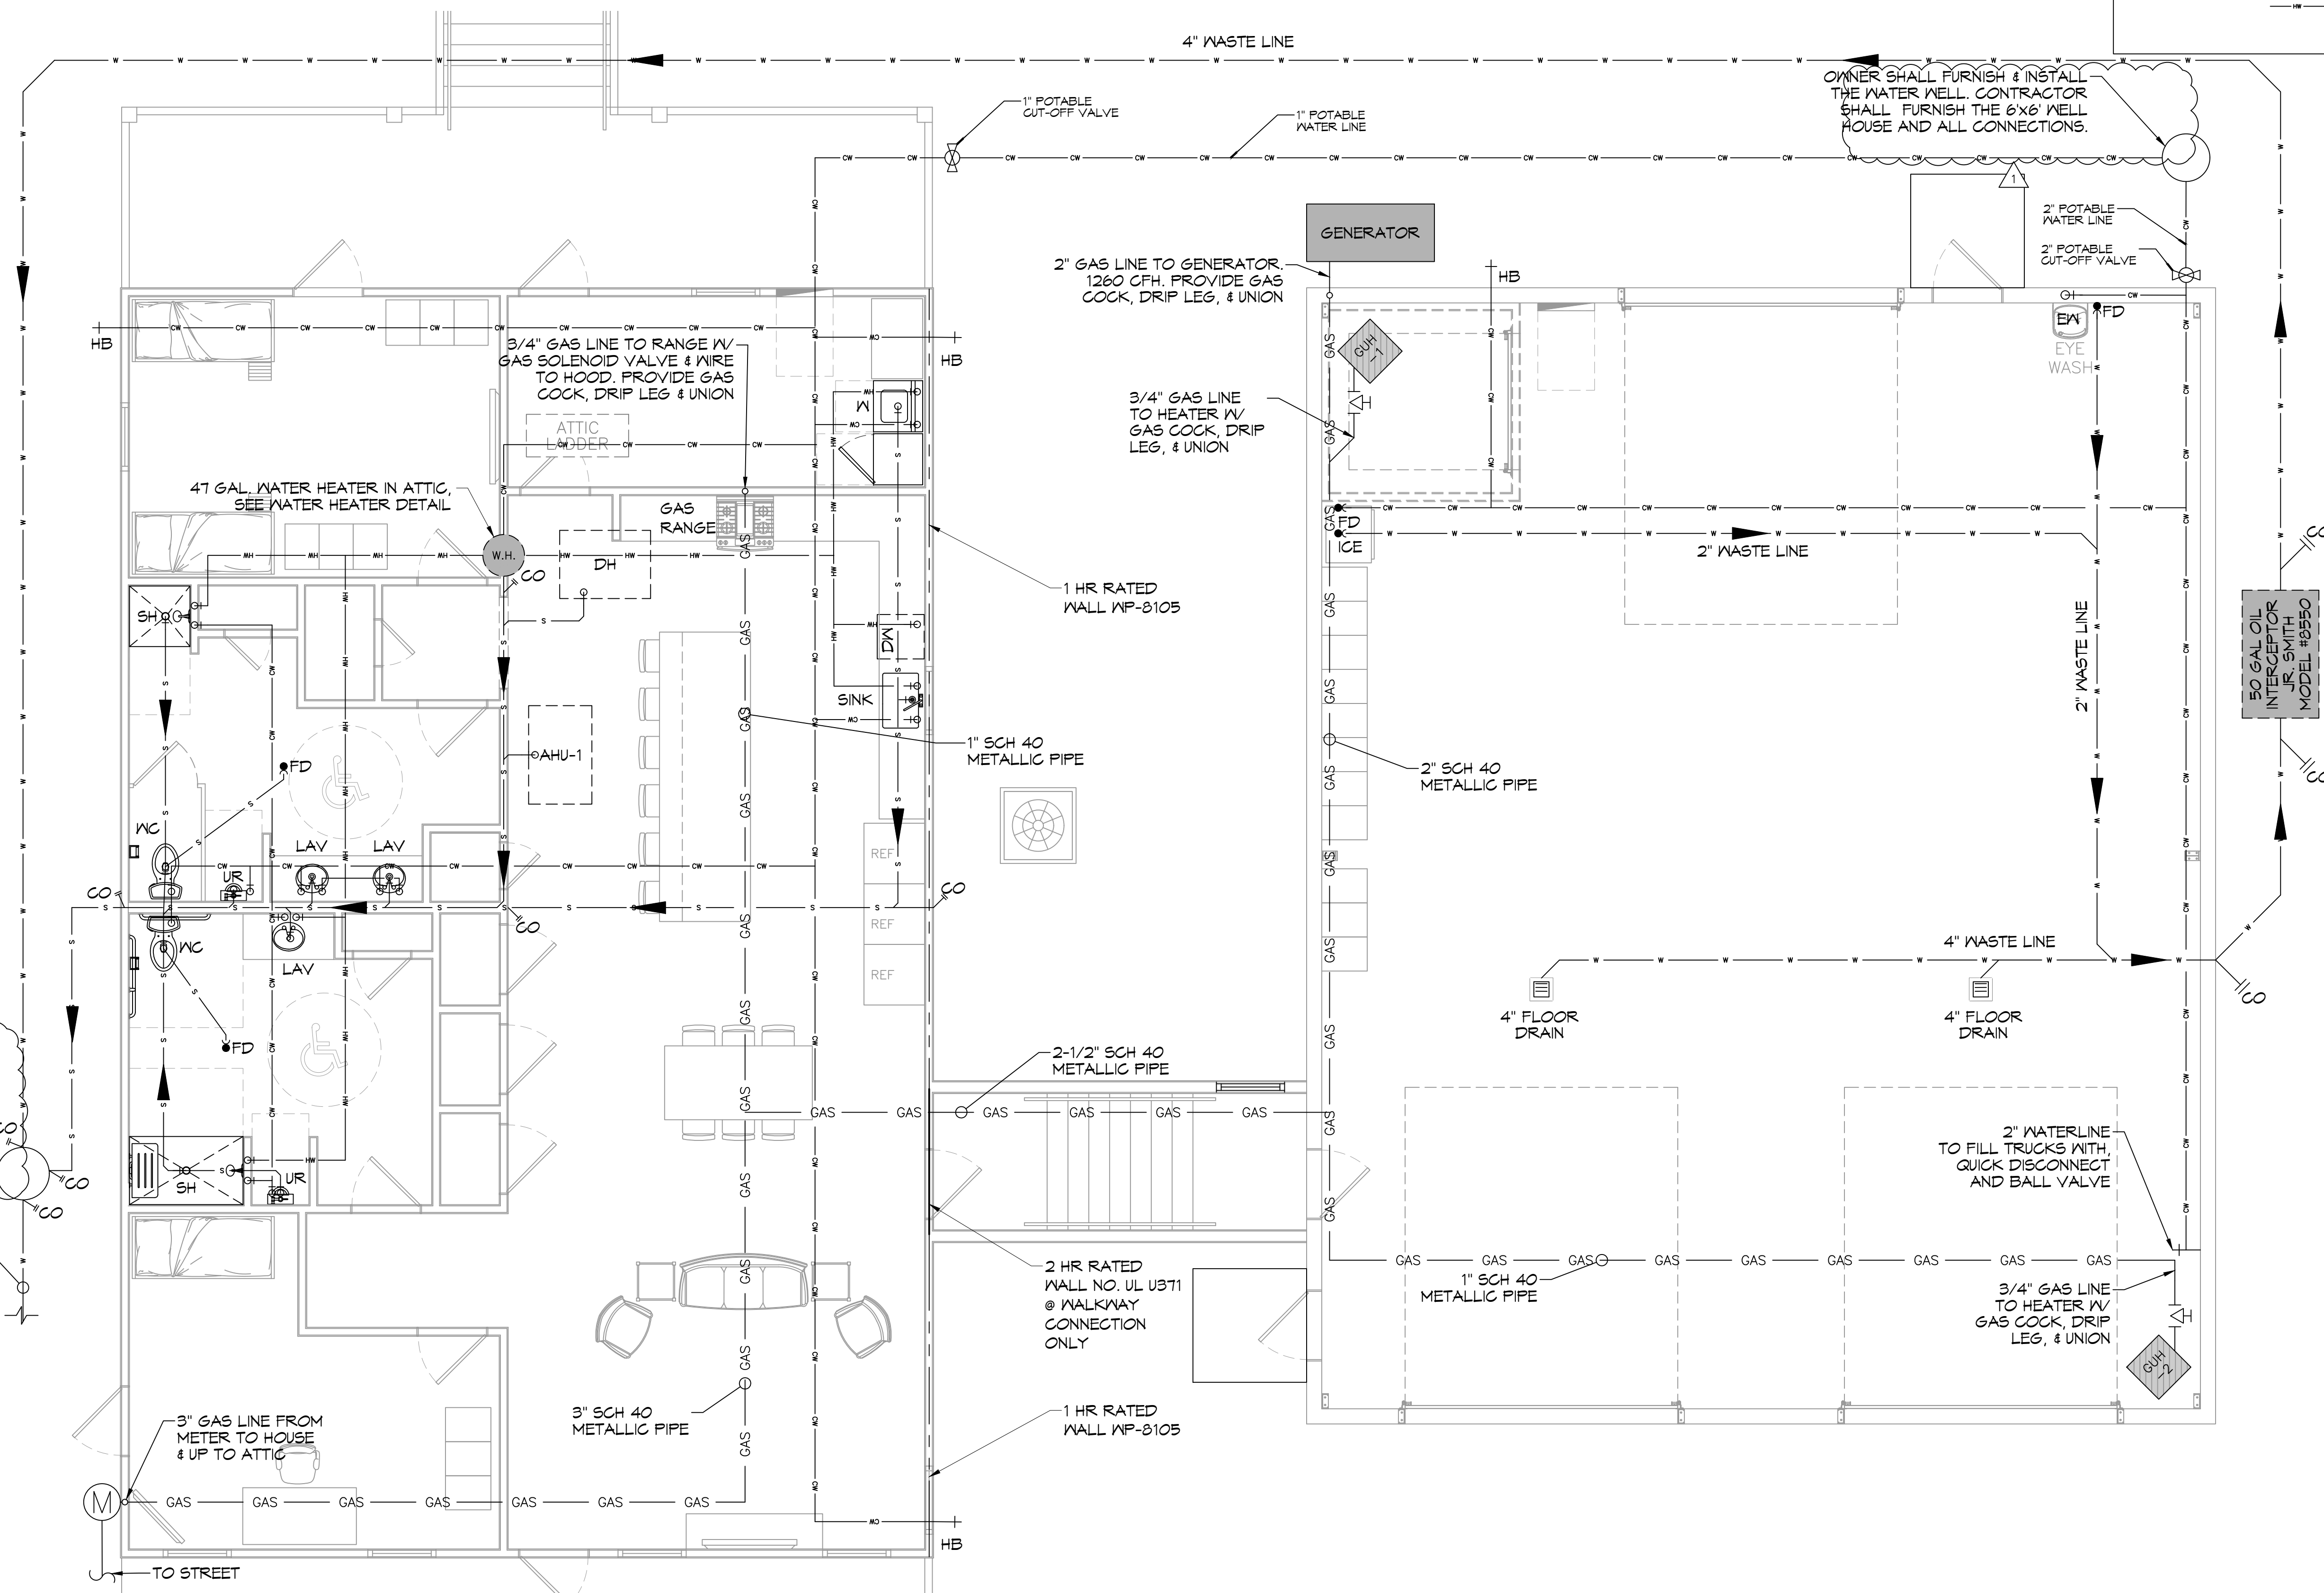 HW
4" WASTE LINE
OWNER SHALL FURNISH & INSTALL
THE WATER WELL. CONTRACTOR
SHALL FURNISH THE 6'x6' WELL
HOUSE AND ALL CONNECTIONS.
1
1" POTABLE
CUT-OFF VALVE
1" POTABLE
WATER LINE
2" POTABLE
WATER LINE
2" POTABLE
CUT-OFF VALVE
GENERATOR
2" GAS LINE TO GENERATOR.
1260 CFH. PROVIDE GAS
COCK, DRIP LEG, & UNION
HB
HB
HB
GUH
-1
EW
FD
EYE
WASH
3/4" GAS LINE TO RANGE W/
GAS SOLENOID VALVE & WIRE
TO HOOD. PROVIDE GAS
COCK, DRIP LEG & UNION
3/4" GAS LINE
TO HEATER W/
GAS COCK, DRIP
LEG, & UNION
W
ATTIC
LADDER
47 GAL. WATER HEATER IN ATTIC,
SEE WATER HEATER DETAIL
GAS
RANGE
W.H.
CO
DH
FD
ICE
2" WASTE LINE
1 HR RATED
WALL WP-8105
2" WASTE LINE
50 GAL OIL
INTERCEPTOR
JR. SMITH
MODEL #8550
CO
CO
SH
DW
SINK
AHU-1
1" SCH 40
METALLIC PIPE
2" SCH 40
METALLIC PIPE
FD
WC
LAV
LAV
UR
REF
REF
REF
CO
CO
CO
WC
LAV
FD
4" WASTE LINE
4" FLOOR
DRAIN
4" FLOOR
DRAIN
CO
2-1/2" SCH 40
METALLIC PIPE
CO
CO
CO
SH
UR
2" WATERLINE
TO FILL TRUCKS WITH,
QUICK DISCONNECT
AND BALL VALVE
2 HR RATED
WALL NO. UL U371
@ WALKWAY
CONNECTION
ONLY
1" SCH 40
METALLIC PIPE
3/4" GAS LINE
TO HEATER W/
GAS COCK, DRIP
LEG, & UNION
GUH
-2
3" SCH 40
METALLIC PIPE
1 HR RATED
WALL WP-8105
3" GAS LINE FROM
METER TO HOUSE
& UP TO ATTIC
M
GAS GAS GAS GAS GAS GAS GAS
HB
TO STREET